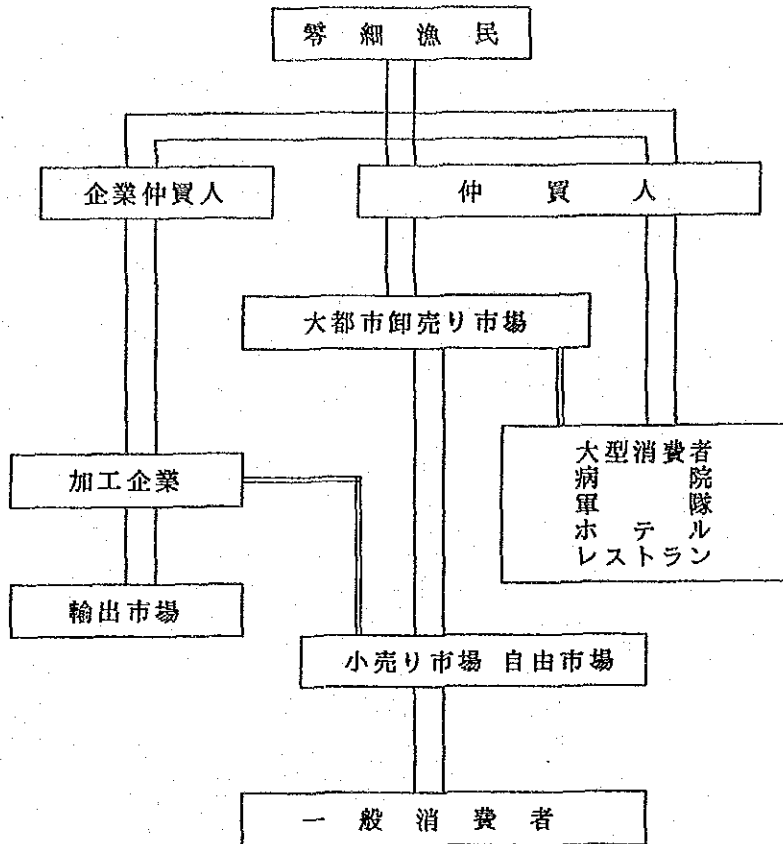 零細漁民
企業仲買人
仲買人
大都市卸売り市場
大型消費者
病院
軍隊
ホテル
レストラン
加工企業
輸出市場
小売り市場 自由市場
一般消費者